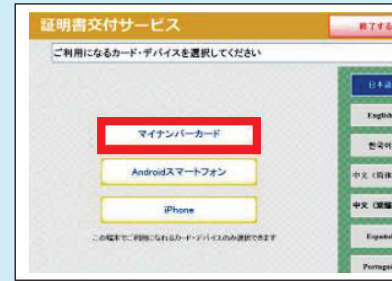 証明書交付サービス
終了する
ご利用になるカード・デバイスを選択してください
日本語
マイナンバーカード
English
한국어
Androidスマートフォン
中文（简体
中文（繁體
iPhone
この端末でご利用になれるカード・デバイスのみ選択できます
Español
Portugu